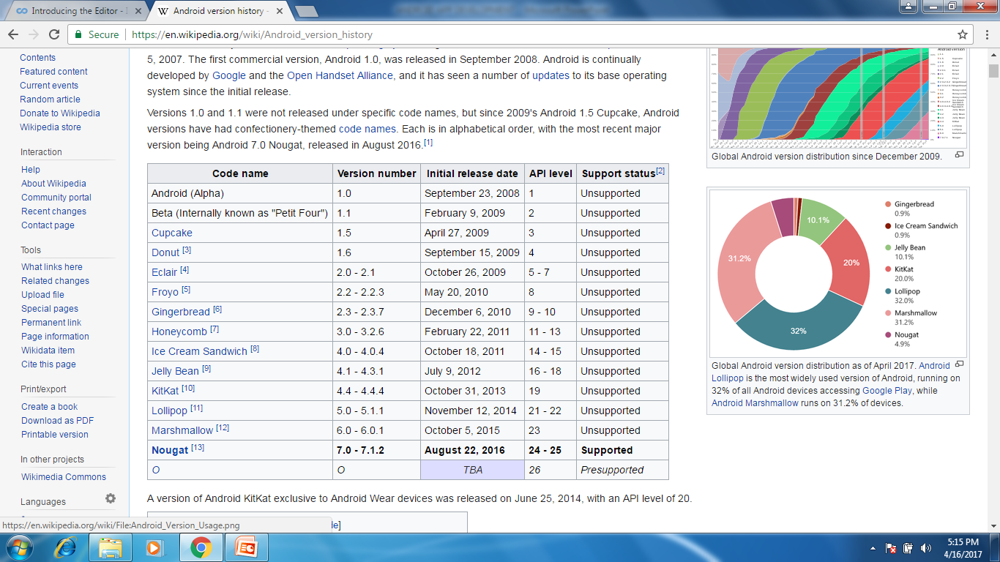 Introducing the Editor - 
Android version history - 
Secure
https://en.wikipedia.org/wiki/Android_version_history
Contents
Featured content
Current events
Random article
Donate to Wikipedia
Wikipedia store
Interaction
Help
About Wikipedia
Community portal
Recent changes
Contact page
Tools
What links here
Related changes
Upload file
Special pages
Permanent link
Page information
Wikidata item
Cite this page
Print/export
Create a book
Download as PDF
Printable version
In other projects
Wikimedia Commons
Languages
5, 2007. The first commercial version, Android 1.0, was released in September 2008. Android is continually
developed by Google and the Open Handset Alliance, and it has seen a number of updates to its base operating
system since the initial release.
Versions 1.0 and 1.1 were not released under specific code names, but since 2009's Android 1.5 Cupcake, Android
versions have had confectionery-themed code names. Each is in alphabetical order, with the most recent major
version being Android 7.0 Nougat, released in August 2016.[1]
Code name Version number Initial release date API level Support status[2]
Android (Alpha) 1.0 September 23, 2008 1 Unsupported
Beta (Internally known as "Petit Four") 1.1 February 9, 2009 2 Unsupported
Cupcake 1.5 April 27, 2009 3 Unsupported
Donut [3] 1.6 September 15, 2009 4 Unsupported
Eclair [4] 2.0 - 2.1 October 26, 2009 5 - 7 Unsupported
Froyo [5] 2.2 - 2.2.3 May 20, 2010 8 Unsupported
Gingerbread [6] 2.3 - 2.3.7 December 6, 2010 9 - 10 Unsupported
Honeycomb [7] 3.0 - 3.2.6 February 22, 2011 11 - 13 Unsupported
Ice Cream Sandwich [8] 4.0 - 4.0.4 October 18, 2011 14 - 15 Unsupported
Jelly Bean [9] 4.1 - 4.3.1 July 9, 2012 16 - 18 Unsupported
KitKat [10] 4.4 - 4.4.4 October 31, 2013 19 Unsupported
Lollipop [11] 5.0 - 5.1.1 November 12, 2014 21 - 22 Unsupported
Marshmallow [12] 6.0 - 6.0.1 October 5, 2015 23 Unsupported
Nougat [13] 7.0 - 7.1.2 August 22, 2016 24 - 25 Supported
O O TBA 26 Presupported
A version of Android KitKat exclusive to Android Wear devices was released on June 25, 2014, with an API level of 20.
Global Android version distribution since December 2009.
10.1%
20%
32%
31.2%
Gingerbread
0.9%
Ice Cream Sandwich
0.9%
Jelly Bean
10.1%
KitKat
20.0%
Lollipop
32.0%
Marshmallow
31.2%
Nougat
4.9%
Global Android version distribution as of April 2017. Android
Lollipop is the most widely used version of Android, running on
32% of all Android devices accessing Google Play, while
Android Marshmallow runs on 31.2% of devices.
https://en.wikipedia.org/wiki/File:Android_Version_Usage.png
5:15 PM
4/16/2017